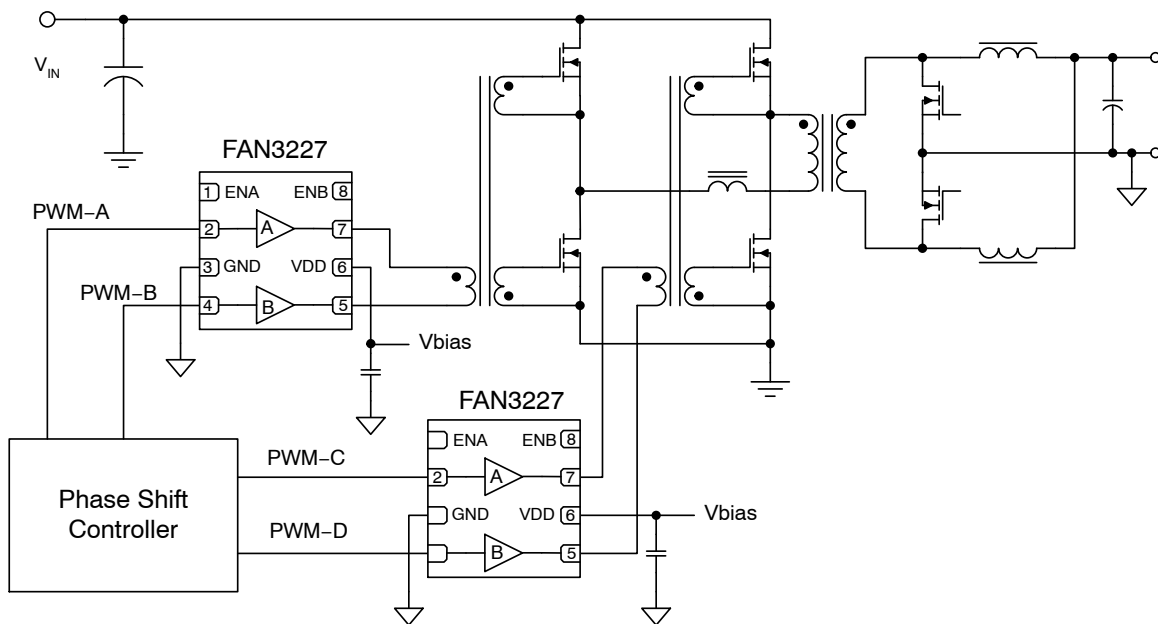 V_IN
FAN3227
1 ENA ENB 8
PWM−A
2 A 7
3 GND VDD 6
PWM−B
4 B 5
Vbias
FAN3227
ENA ENB 8
PWM−C
2 A 7
GND VDD 6
Vbias
PWM−D
B 5
Phase Shift
Controller